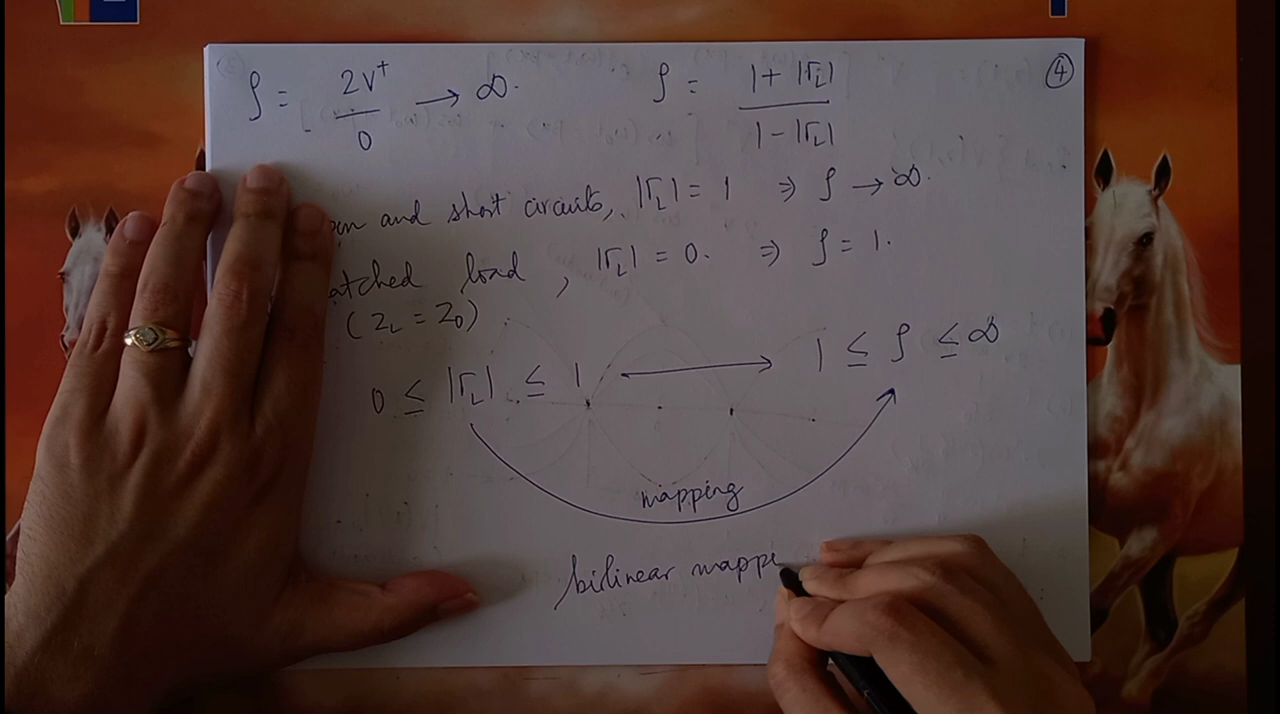 ρ = 2V⁺/0 → ∞. ρ = (1 + |Γ_L|)/(1 − |Γ_L|) ④
en and short circuits, |Γ_L| = 1 ⇒ ρ → ∞.
atched load, |Γ_L| = 0. ⇒ ρ = 1.
(Z_L = Z_0)
0 ≤ |Γ_L| ≤ 1 ⟶ 1 ≤ ρ ≤ ∞
mapping
bilinear mappi